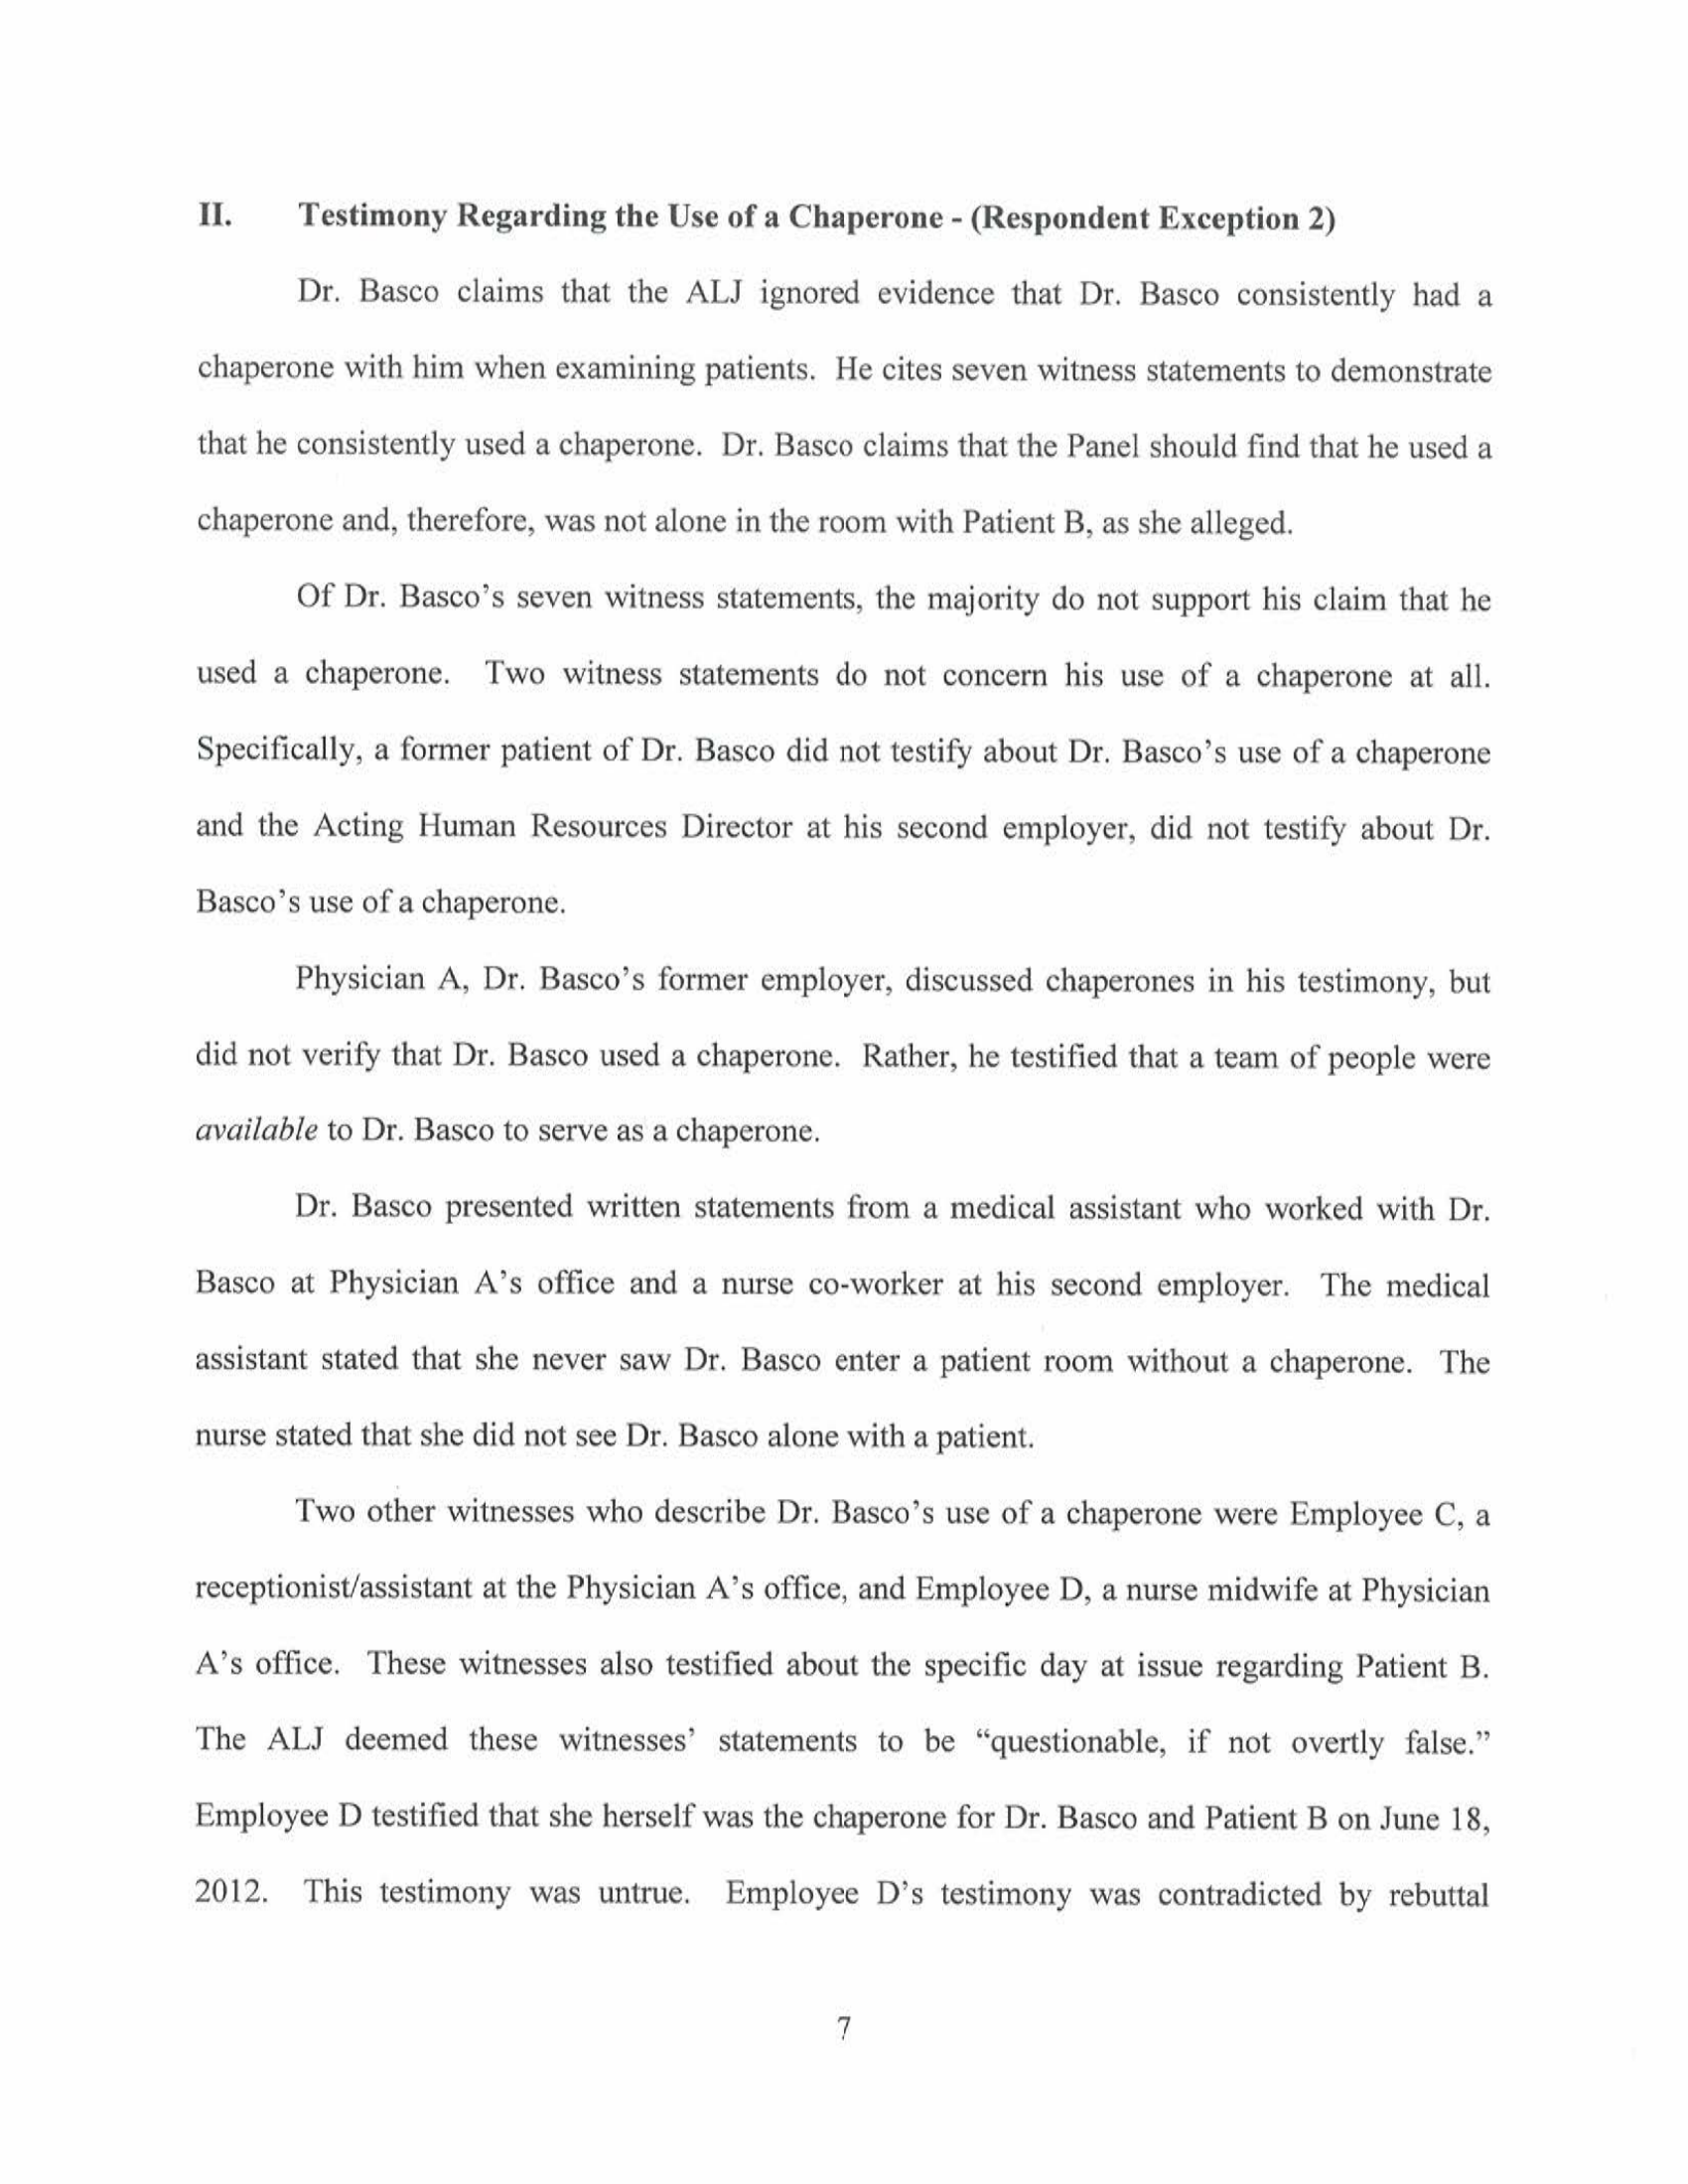 II. Testimony Regarding the Use of a Chaperone - (Respondent Exception 2)
Dr. Basco claims that the ALJ ignored evidence that Dr. Basco consistently had a
chaperone with him when examining patients. He cites seven witness statements to demonstrate
that he consistently used a chaperone. Dr. Basco claims that the Panel should find that he used a
chaperone and, therefore, was not alone in the room with Patient B, as she alleged.
Of Dr. Basco's seven witness statements, the majority do not support his claim that he
used a chaperone. Two witness statements do not concern his use of a chaperone at all.
Specifically, a former patient of Dr. Basco did not testify about Dr. Basco's use of a chaperone
and the Acting Human Resources Director at his second employer, did not testify about Dr.
Basco's use of a chaperone.
Physician A, Dr. Basco's former employer, discussed chaperones in his testimony, but
did not verify that Dr. Basco used a chaperone. Rather, he testified that a team of people were
available to Dr. Basco to serve as a chaperone.
Dr. Basco presented written statements from a medical assistant who worked with Dr.
Basco at Physician A's office and a nurse co-worker at his second employer. The medical
assistant stated that she never saw Dr. Basco enter a patient room without a chaperone. The
nurse stated that she did not see Dr. Basco alone with a patient.
Two other witnesses who describe Dr. Basco's use of a chaperone were Employee C, a
receptionist/assistant at the Physician A's office, and Employee D, a nurse midwife at Physician
A's office. These witnesses also testified about the specific day at issue regarding Patient B.
The ALJ deemed these witnesses' statements to be “questionable, if not overtly false.”
Employee D testified that she herself was the chaperone for Dr. Basco and Patient B on June 18,
2012. This testimony was untrue. Employee D's testimony was contradicted by rebuttal
7